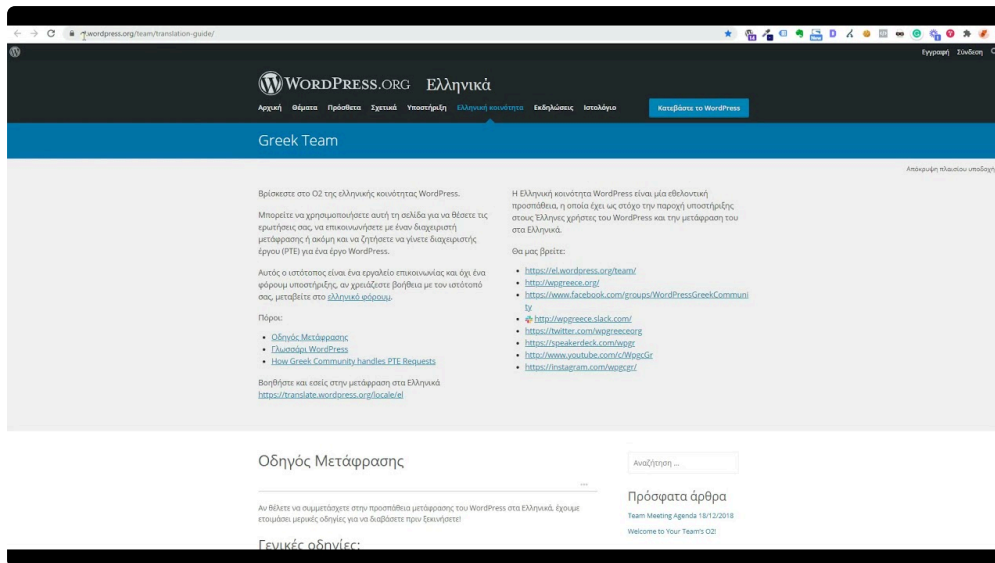 wordpress.org/team/translation-guide/
Εγγραφή Σύνδεση
WORDPRESS.ORG Ελληνικά
Αρχική Θέματα Πρόσθετα Σχετικά Υποστήριξη Ελληνική κοινότητα Εκδηλώσεις Ιστολόγιο Κατεβάστε το WordPress
Greek Team
Απόκρυψη πλαισίου υποδοχή
Βρίσκεστε στο O2 της ελληνικής κοινότητας WordPress.
Μπορείτε να χρησιμοποιήσετε αυτή τη σελίδα για να θέσετε τις
ερωτήσεις σας, να επικοινωνήσετε με έναν διαχειριστή
μετάφρασης ή ακόμη και να ζητήσετε να γίνετε διαχειριστής
έργου (PTE) για ένα έργο WordPress.
Αυτός ο ιστότοπος είναι ένα εργαλείο επικοινωνίας και όχι ένα
φόρουμ υποστήριξης, αν χρειάζεστε βοήθεια με τον ιστότοπό
σας, μεταβείτε στο ελληνικό φόρουμ.
Πόροι:
• Οδηγός Μετάφρασης
• Γλωσσάρι WordPress
• How Greek Community handles PTE Requests
Βοηθήστε και εσείς στην μετάφραση στα Ελληνικά
https://translate.wordpress.org/locale/el
Η Ελληνική κοινότητα WordPress είναι μία εθελοντική
προσπάθεια, η οποία έχει ως στόχο την παροχή υποστήριξης
στους Έλληνες χρήστες του WordPress και την μετάφραση του
στα Ελληνικά.
Θα μας βρείτε:
• https://el.wordpress.org/team/
• http://wpgreece.org/
• https://www.facebook.com/groups/WordPressGreekCommuni
ty
• http://wpgreece.slack.com/
• https://twitter.com/wpgreeceorg
• https://speakerdeck.com/wpgr
• http://www.youtube.com/c/WpgcGr
• https://instagram.com/wpgcgr/
Οδηγός Μετάφρασης
...
Αν θέλετε να συμμετάσχετε στην προσπάθεια μετάφρασης του WordPress στα Ελληνικά, έχουμε
ετοιμάσει μερικές οδηγίες για να διαβάσετε πριν ξεκινήσετε!
Γενικές οδηγίες:
Αναζήτηση ...
Πρόσφατα άρθρα
Team Meeting Agenda 18/12/2018
Welcome to Your Team's O2!